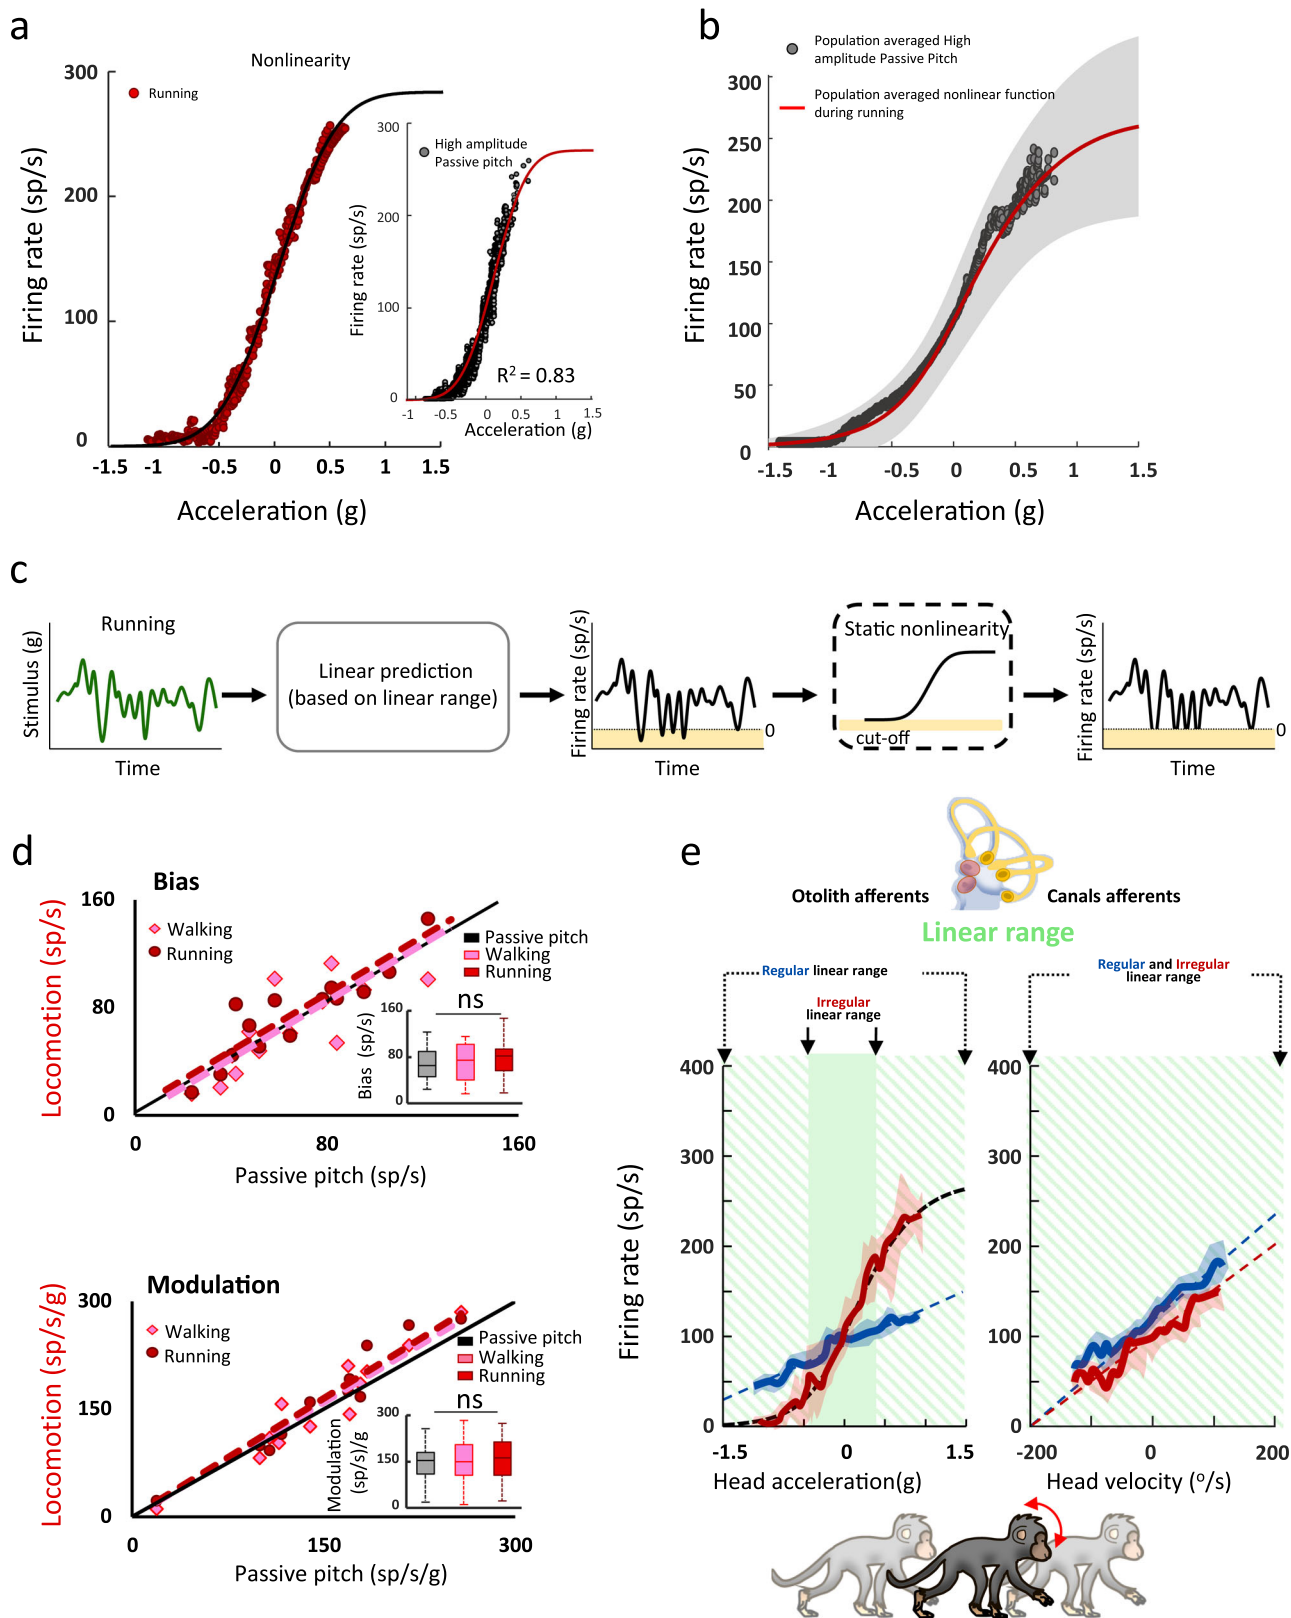 a
Nonlinearity
Running
Firing rate (sp/s)
300
200
100
0
-1.5 -1 -0.5 0 0.5 1 1.5
Acceleration (g)
High amplitude
Passive pitch
Firing rate (sp/s)
300
200
100
0
R² = 0.83
-1 -0.5 0 0.5 1 1.5
Acceleration (g)
b
Population averaged High
amplitude Passive Pitch
Population averaged nonlinear function
during running
Firing rate (sp/s)
300
250
200
150
100
50
0
-1.5 -1 -0.5 0 0.5 1 1.5
Acceleration (g)
c
Running
Stimulus (g)
Time
Linear prediction
(based on linear range)
Firing rate (sp/s)
0
Time
Static nonlinearity
cut-off
Firing rate (sp/s)
0
Time
d
Bias
Locomotion (sp/s)
160
80
0
Walking
Running
Passive pitch
Walking
Running
ns
Bias (sp/s)
160
80
0
0 80 160
Passive pitch (sp/s)
Modulation
Locomotion (sp/s/g)
300
150
0
Walking
Running
Passive pitch
Walking
Running
ns
Modulation
(sp/s)/g
300
150
0
0 150 300
Passive pitch (sp/s/g)
e
Otolith afferents
Canals afferents
Linear range
Regular linear range
Irregular
linear range
Regular and Irregular
linear range
Firing rate (sp/s)
400
300
200
100
0
-1.5 0 1.5
Head acceleration(g)
400
300
200
100
0
-200 0 200
Head velocity (°/s)